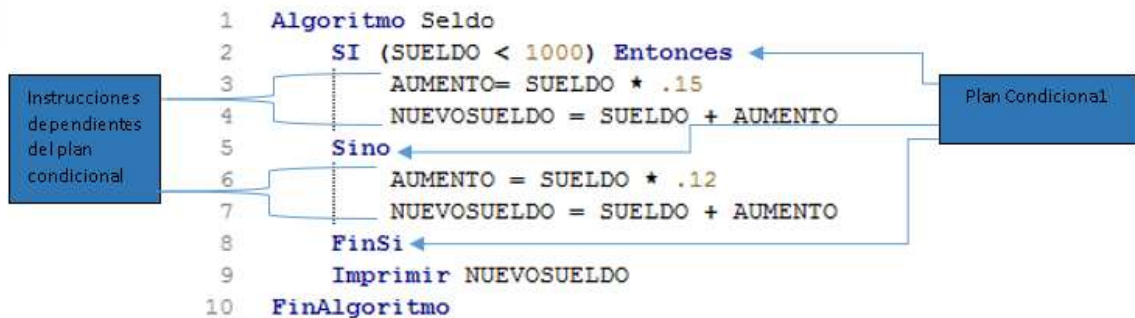 1 Algoritmo Seldo
2 SI (SUELDO < 1000) Entonces
3 AUMENTO= SUELDO * .15
4 NUEVOSUELDO = SUELDO + AUMENTO
5 Sino
6 AUMENTO = SUELDO * .12
7 NUEVOSUELDO = SUELDO + AUMENTO
8 FinSi
9 Imprimir NUEVOSUELDO
10 FinAlgoritmo
Instrucciones
dependientes
del plan
condicional
Plan Condiciona1